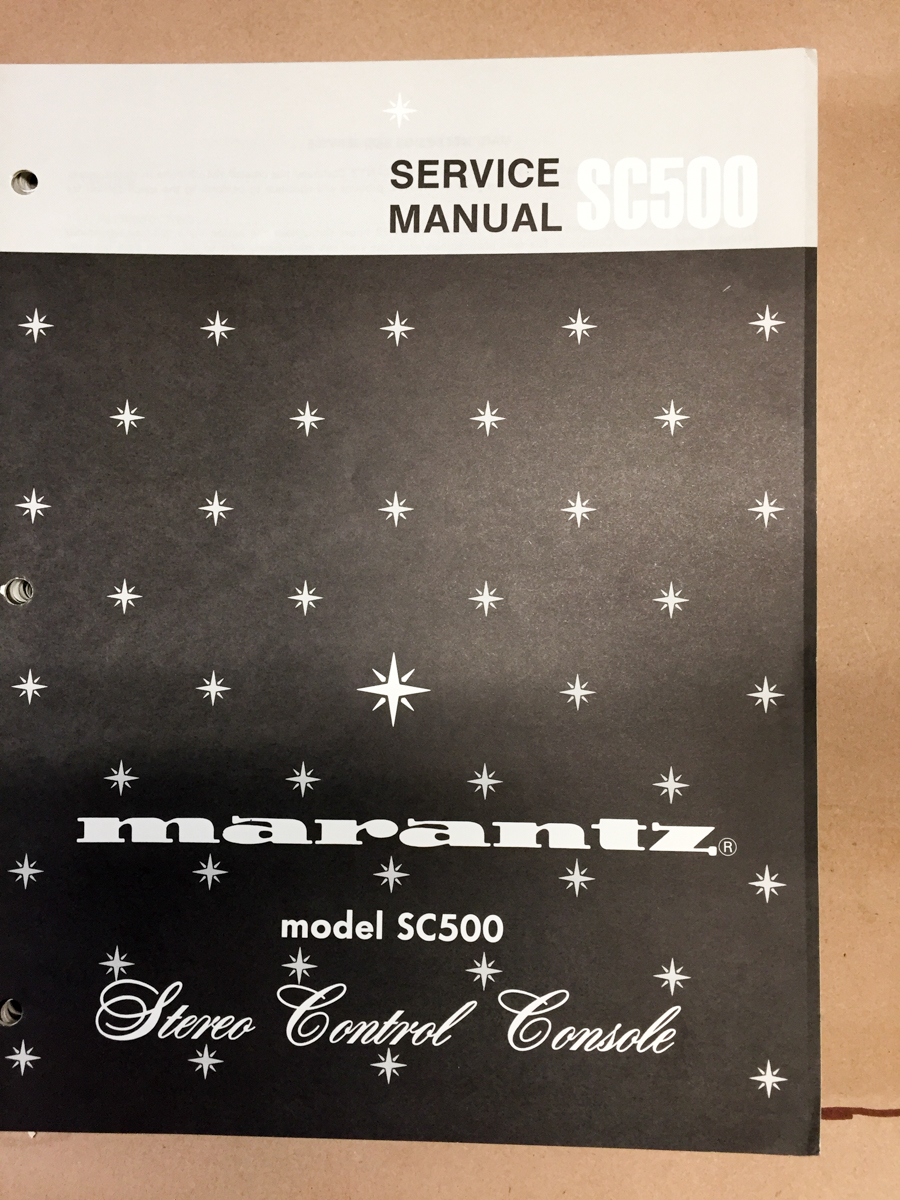 SERVICE
MANUAL
SC500
marantz®
model SC500
Stereo Control Console